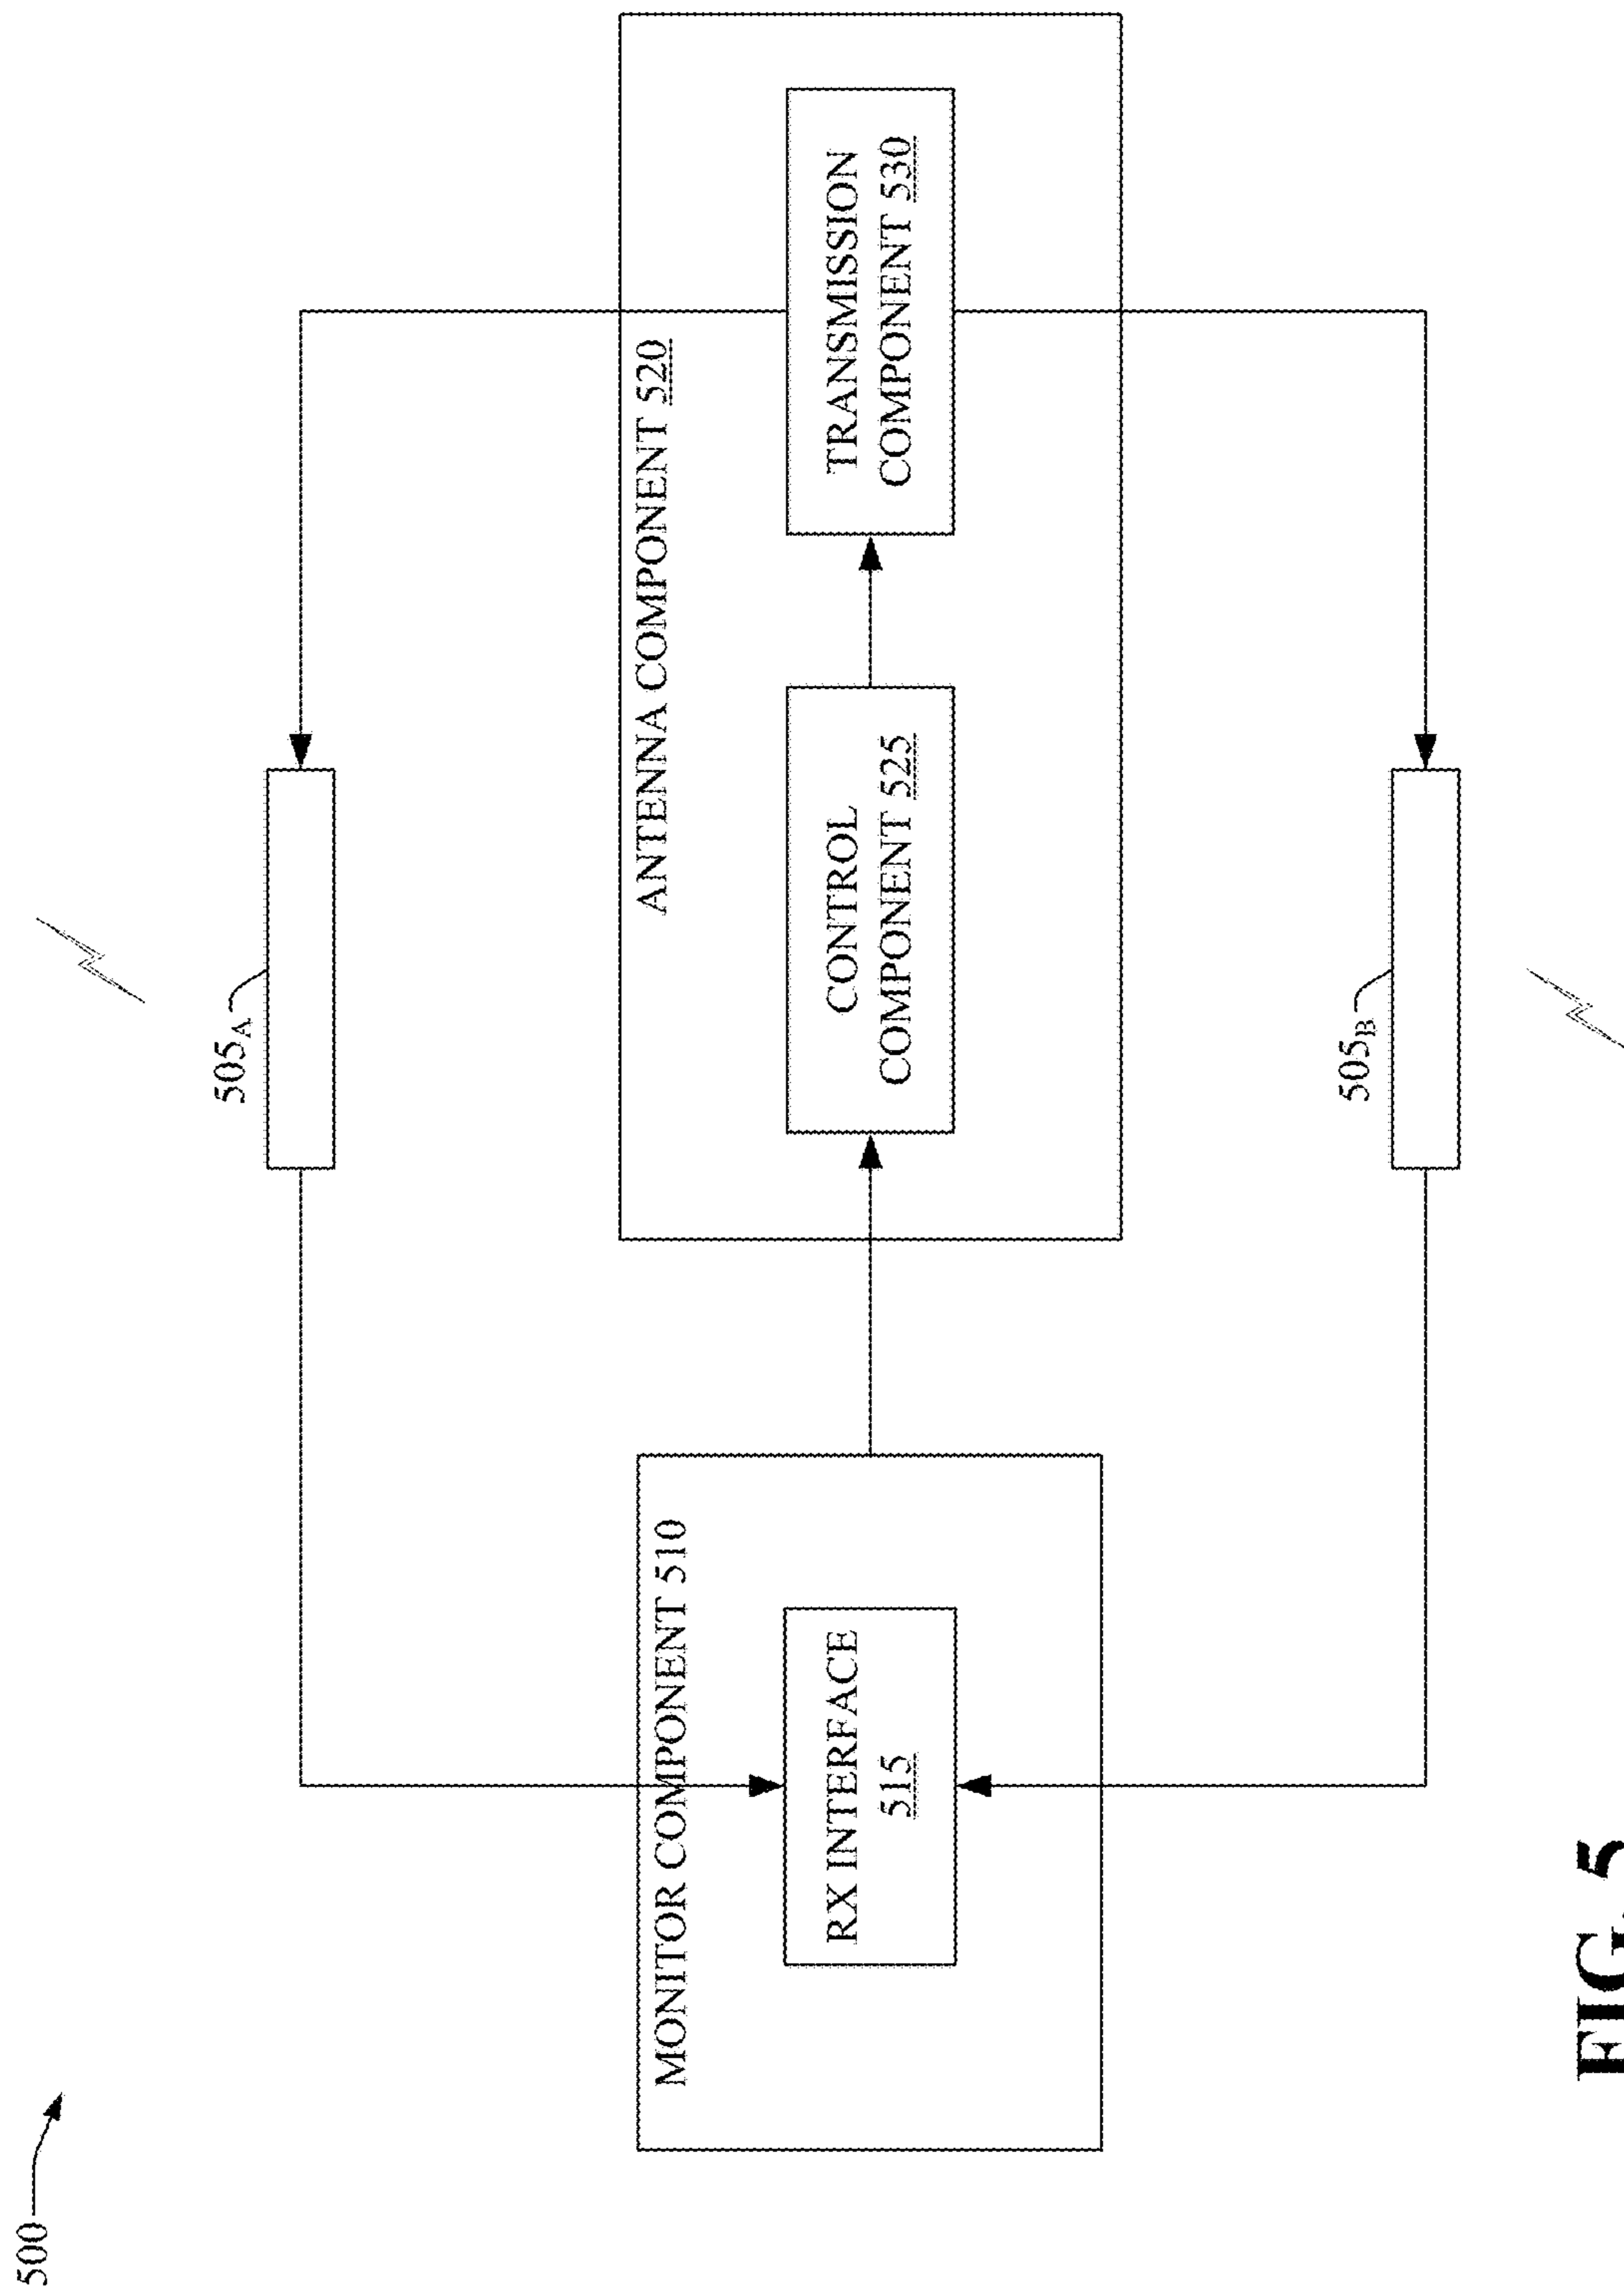 500
505A
ANTENNA COMPONENT 520
MONITOR COMPONENT 510
RX INTERFACE
515
CONTROL
COMPONENT 525
TRANSMISSION
COMPONENT 530
505B
FIG. 5